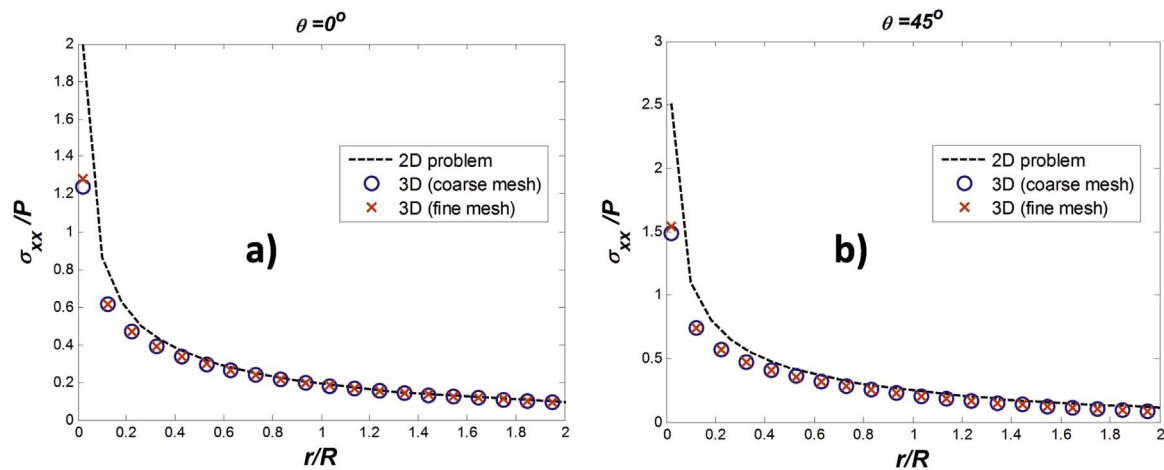 θ =0º
2
1.8
1.6
1.4
1.2
1
0.8
0.6
0.4
0.2
0
σxx /P
2D problem
3D (coarse mesh)
3D (fine mesh)
a)
0 0.2 0.4 0.6 0.8 1 1.2 1.4 1.6 1.8 2
r/R
θ =45º
3
2.5
2
1.5
1
0.5
0
σxx /P
2D problem
3D (coarse mesh)
3D (fine mesh)
b)
0 0.2 0.4 0.6 0.8 1 1.2 1.4 1.6 1.8 2
r/R